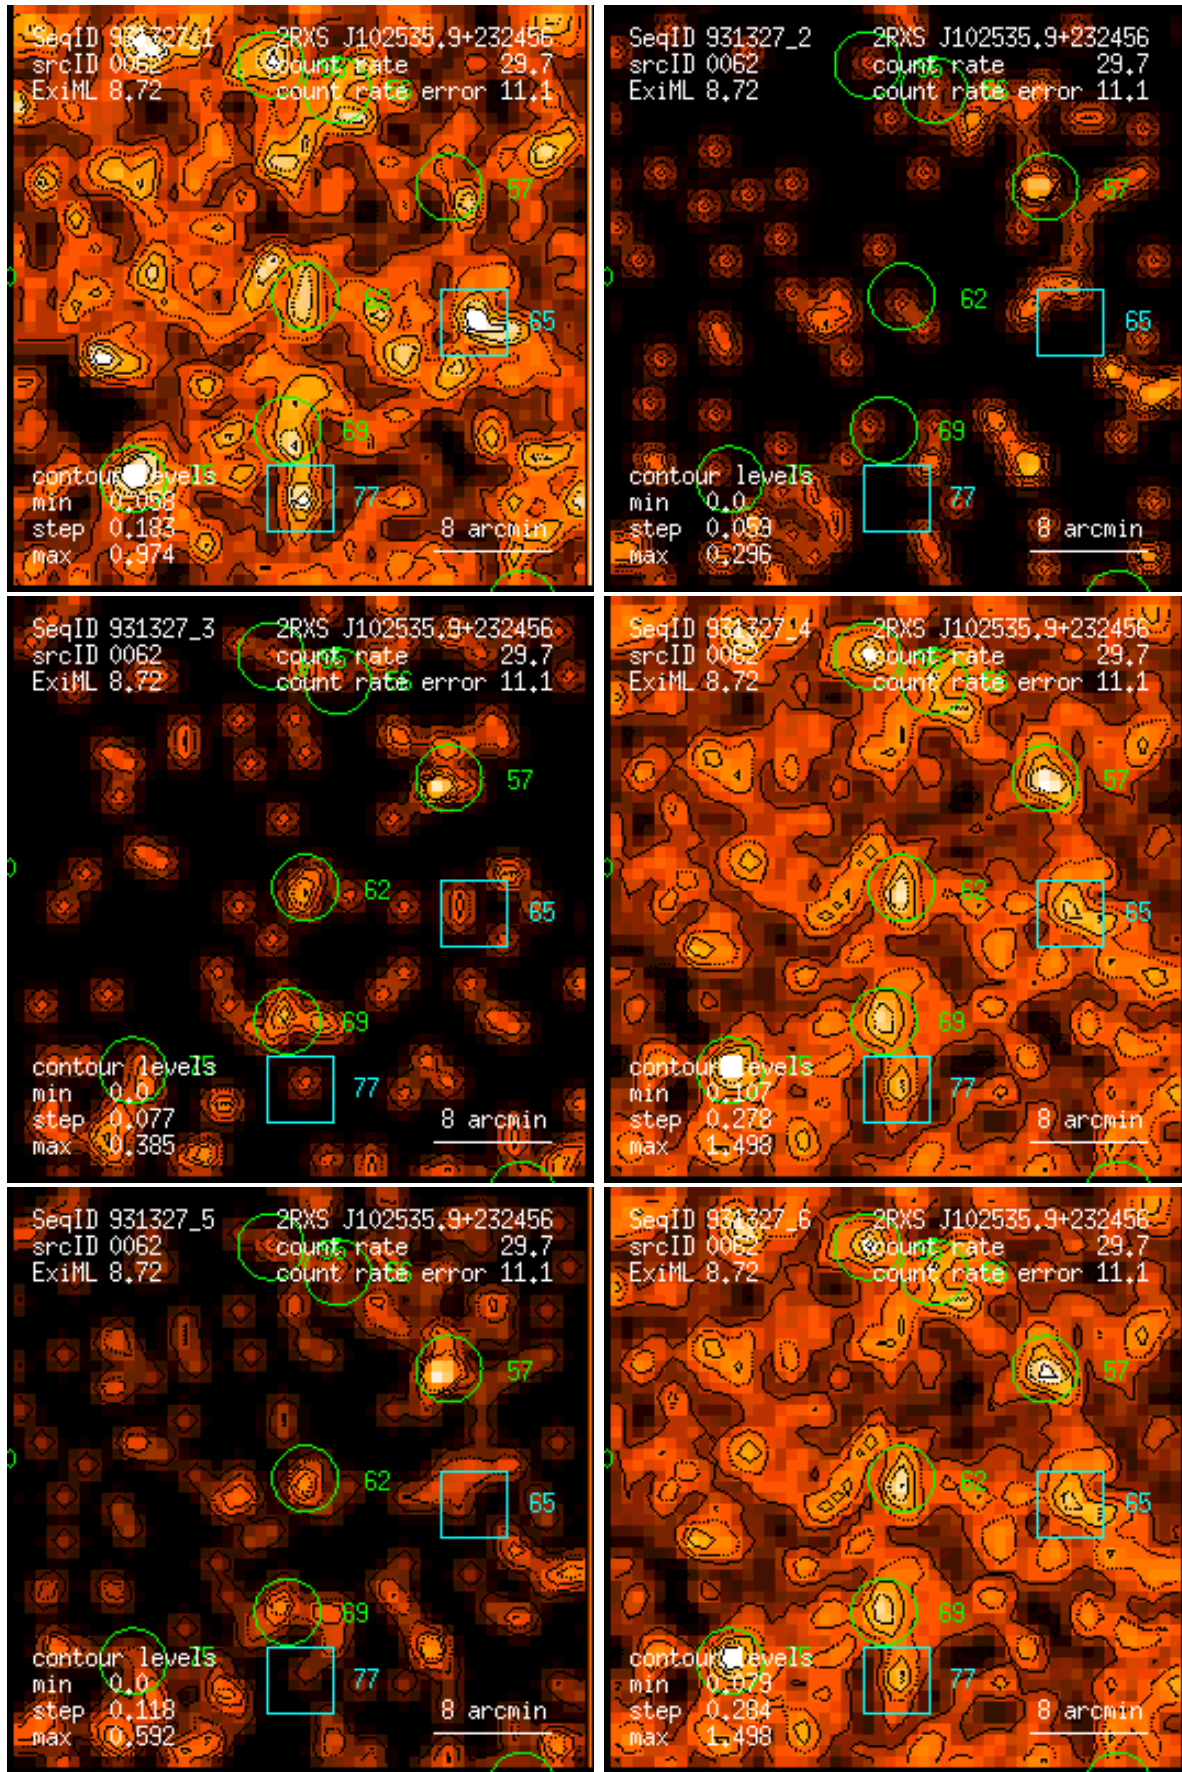 SeqID 931327_1 2RXS J102535.9+232456
srcID 0062 count rate 29.7
ExiML 8.72 count rate error 11.1
57
62
65
69
contour levels
77
min 0.058
step 0.183 8 arcmin
max 0.974
SeqID 931327_2 2RXS J102535.9+232456
srcID 0062 count rate 29.7
ExiML 8.72 count rate error 11.1
57
62
65
69
contour levels
77
min 0.0
step 0.059 8 arcmin
max 0.296
SeqID 931327_3 2RXS J102535.9+232456
srcID 0062 count rate 29.7
ExiML 8.72 count rate error 11.1
57
62
65
69
contour levels
77
min 0.0
step 0.077 8 arcmin
max 0.385
SeqID 931327_4 2RXS J102535.9+232456
srcID 0062 count rate 29.7
ExiML 8.72 count rate error 11.1
57
62
65
69
contour levels
77
min 0.107
step 0.278 8 arcmin
max 1.498
SeqID 931327_5 2RXS J102535.9+232456
srcID 0062 count rate 29.7
ExiML 8.72 count rate error 11.1
57
62
65
69
contour levels
77
min 0.0
step 0.118 8 arcmin
max 0.592
SeqID 931327_6 2RXS J102535.9+232456
srcID 0062 count rate 29.7
ExiML 8.72 count rate error 11.1
57
62
65
69
contour levels
77
min 0.079
step 0.284 8 arcmin
max 1.498